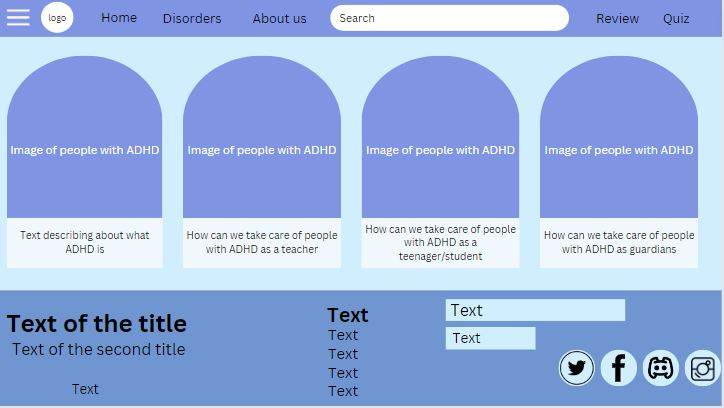 logo
Home
Disorders
About us
Search
Review
Quiz
Image of people with ADHD
Image of people with ADHD
Image of people with ADHD
Image of people with ADHD
Text describing about what
ADHD is
How can we take care of people
with ADHD as a teacher
How can we take care of people
with ADHD as a
teenager/student
How can we take care of people
with ADHD as guardians
Text of the title
Text of the second title
Text
Text
Text
Text
Text
Text
Text
Text